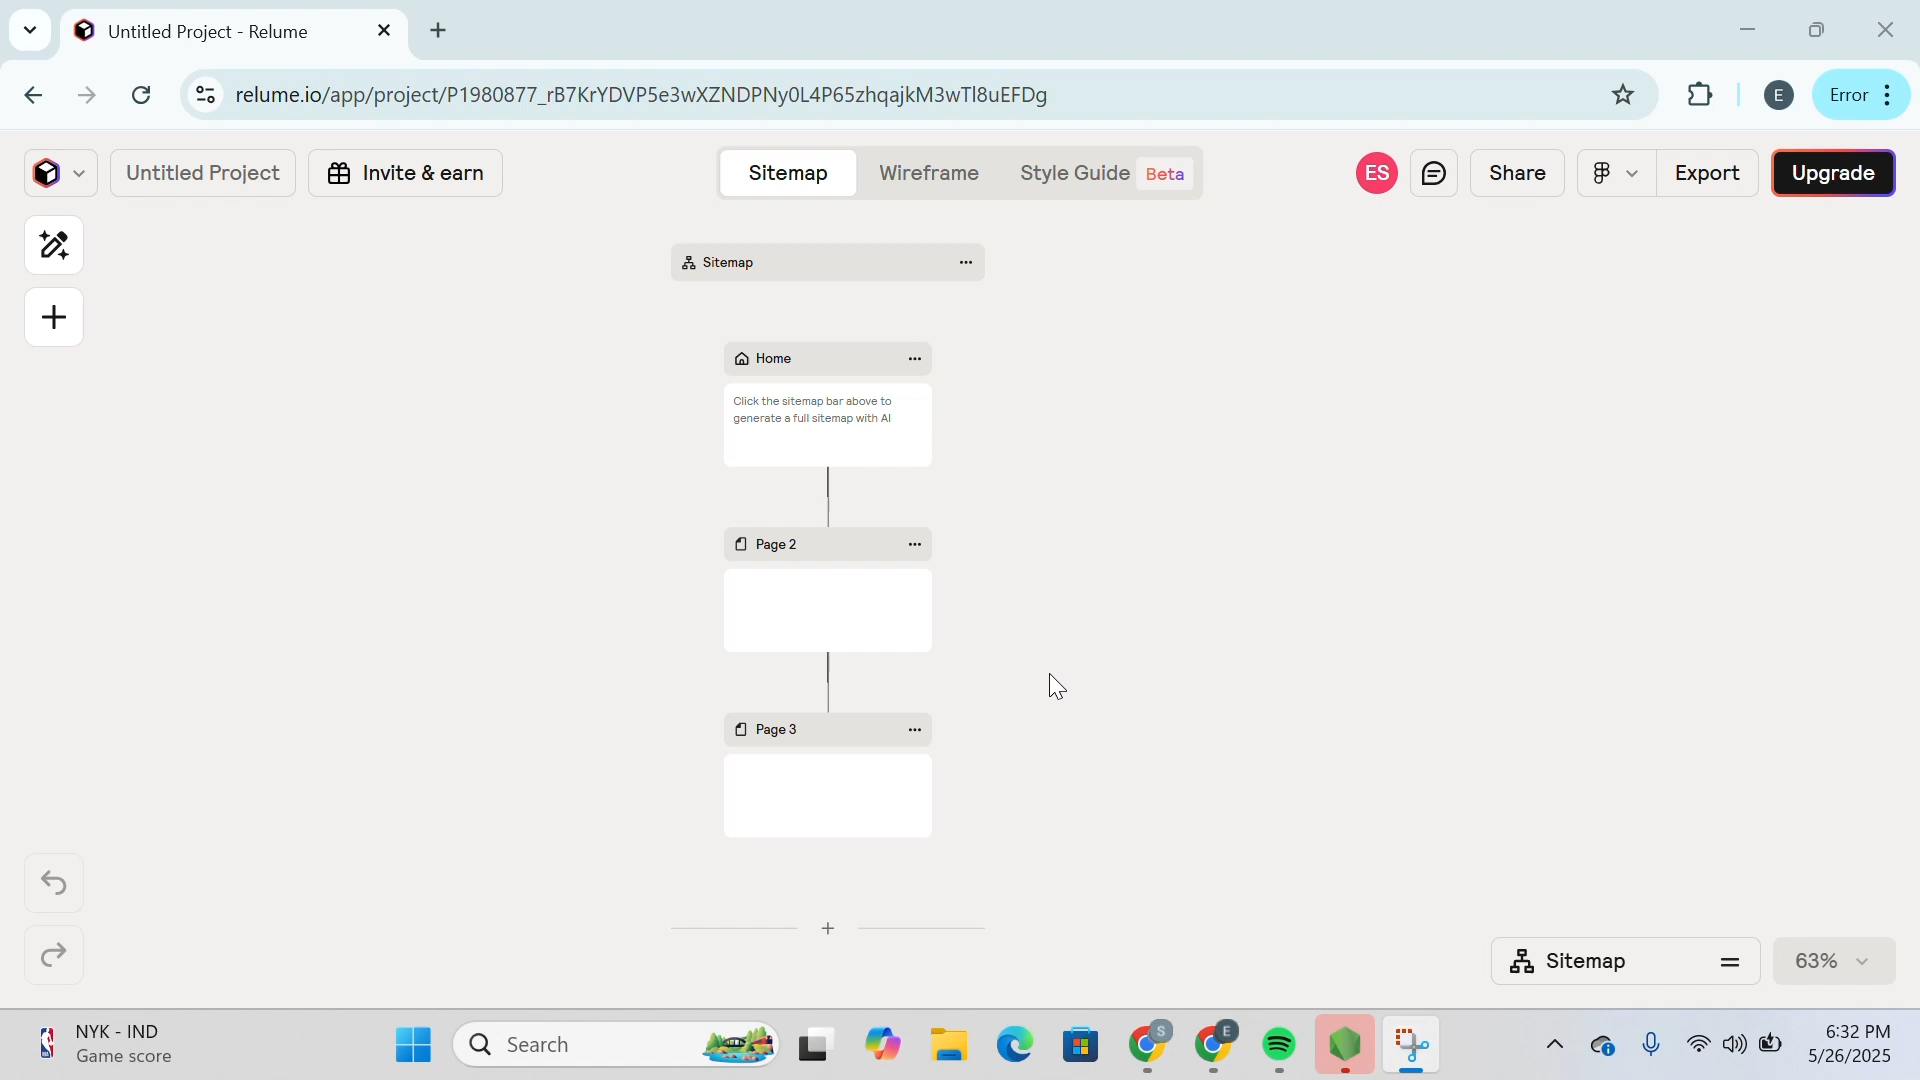 Untitled Project - Relume
relume.io/app/project/P1980877_rB7KrYDVP5e3wXZNDPNy0L4P65zhqajkM3wTl8uEFDg
E
Error
Untitled Project
Invite & earn
Sitemap
Wireframe
Style Guide
Beta
ES
Share
Export
Upgrade
Sitemap
Home
Click the sitemap bar above to
generate a full sitemap with AI
Page 2
Page 3
Sitemap
63%
NYK - IND
Game score
Search
S
E
6:32 PM
5/26/2025